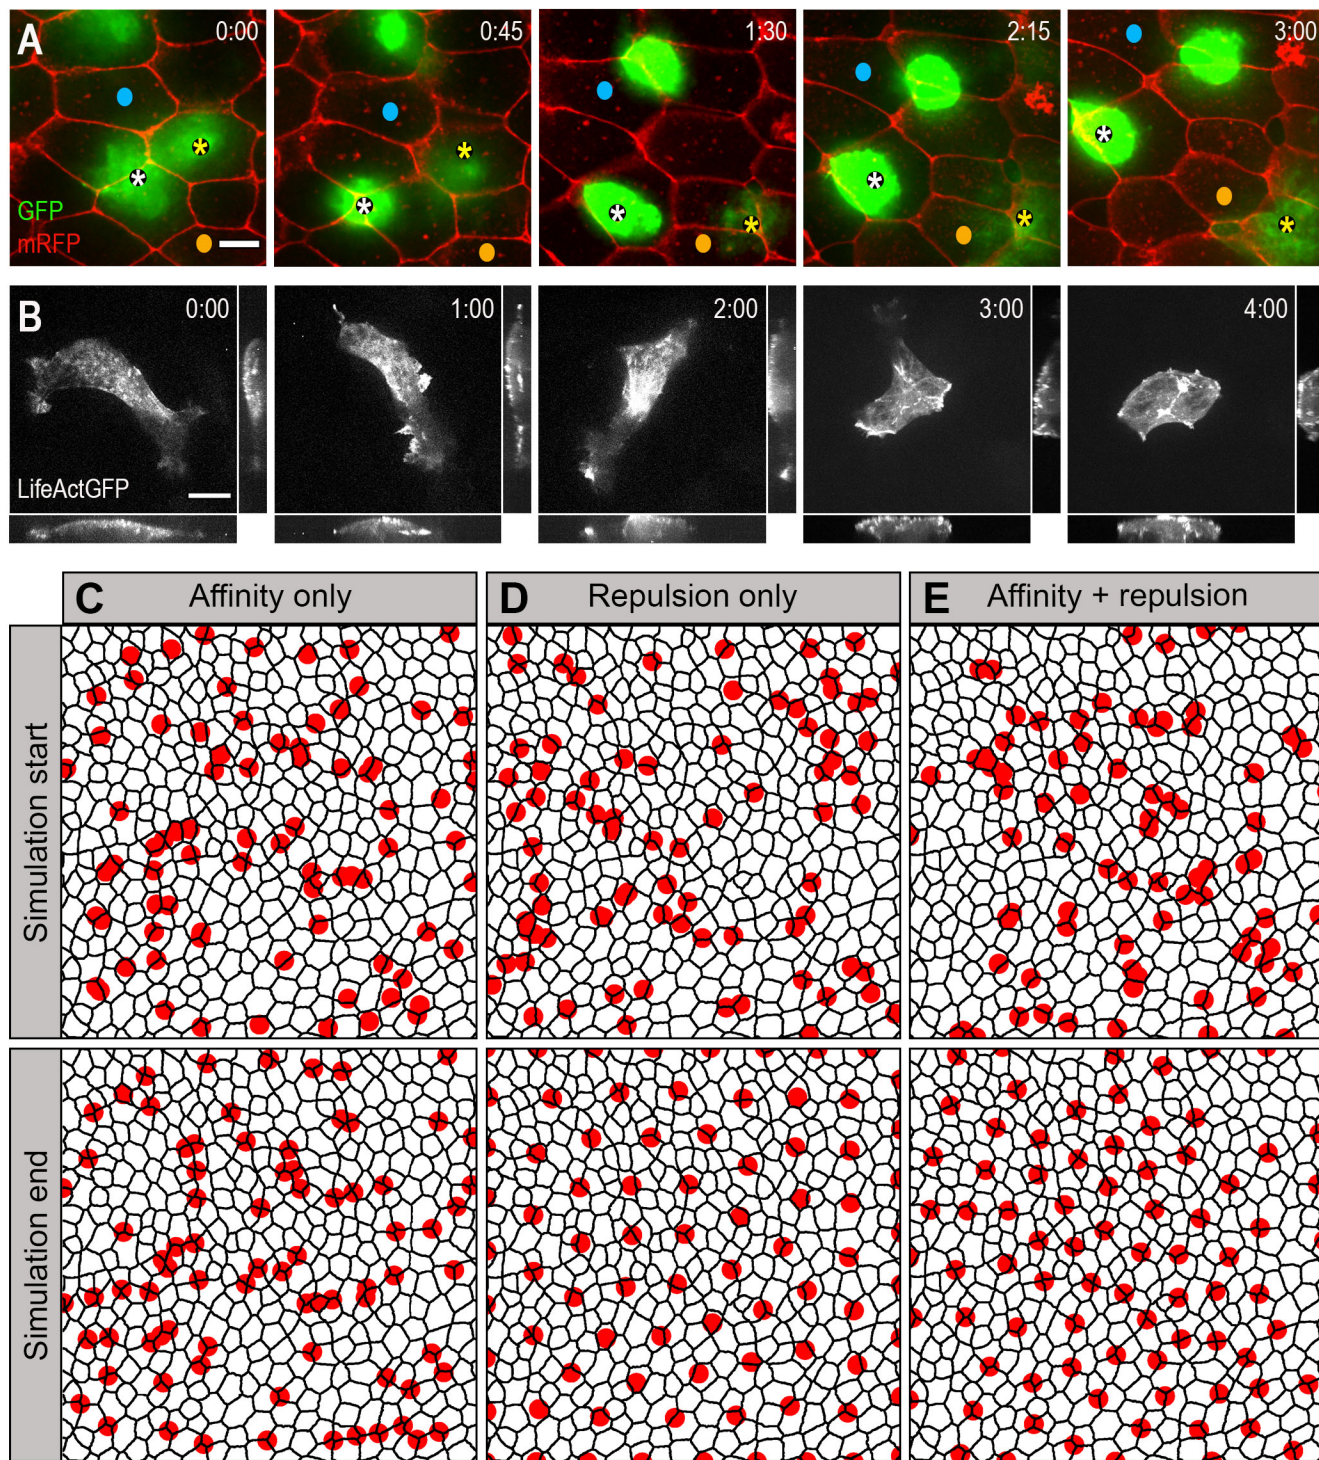 A
0:00
0:45
1:30
2:15
3:00
GFP
mRFP
B
0:00
1:00
2:00
3:00
4:00
LifeActGFP
C Affinity only
D Repulsion only
E Affinity + repulsion
Simulation start
Simulation end